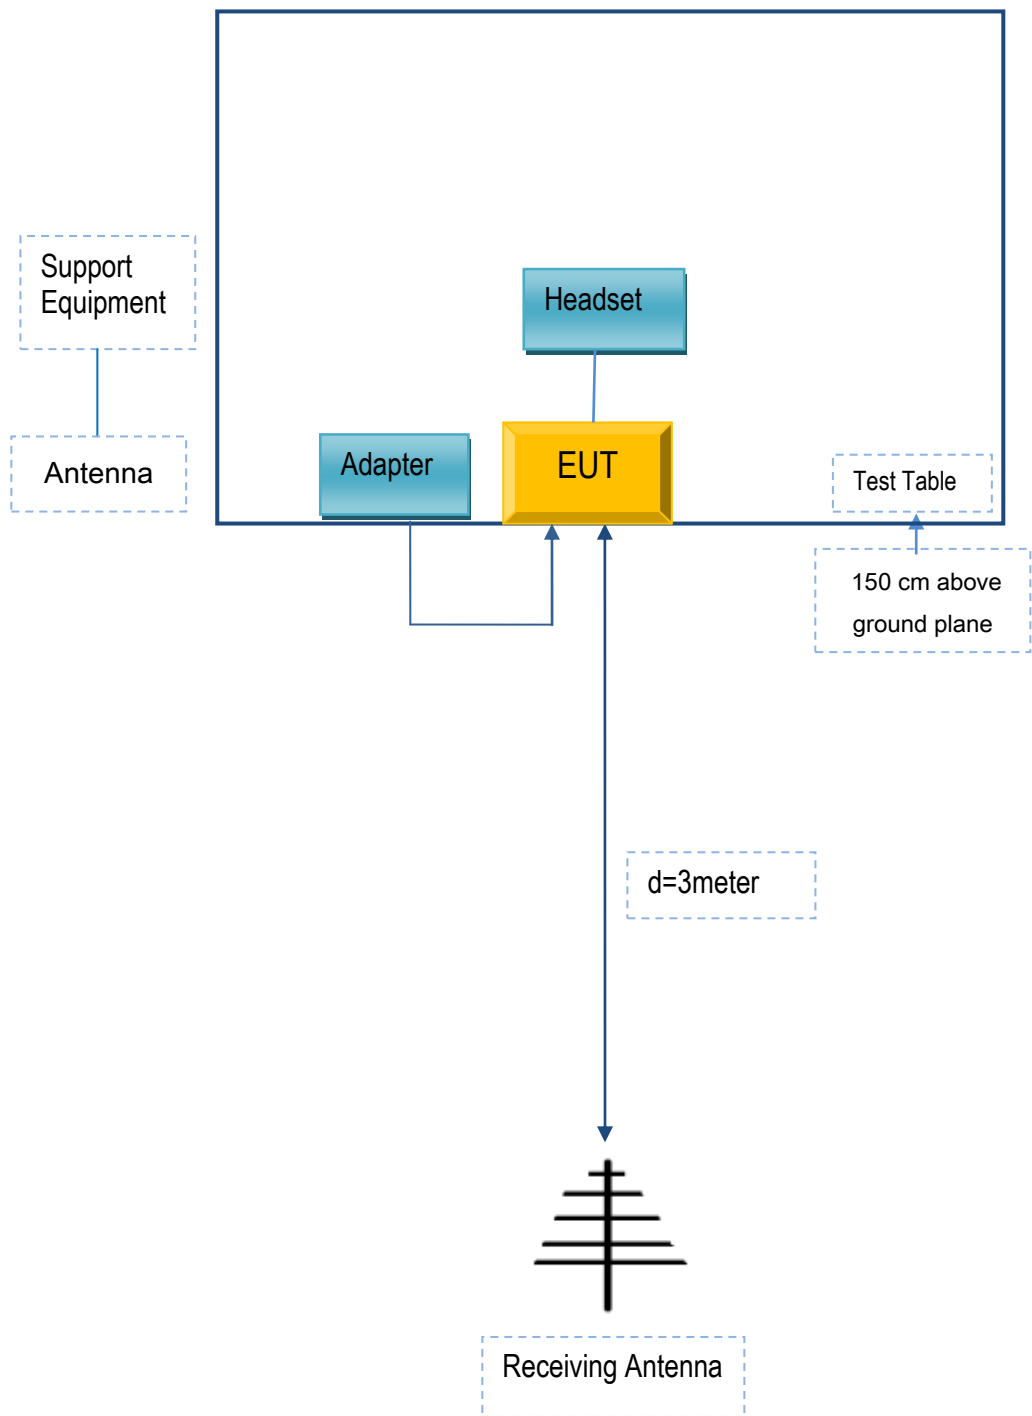 Support
Equipment
Headset
Antenna
Adapter
EUT
Test Table
150 cm above
ground plane
d=3meter
Receiving Antenna